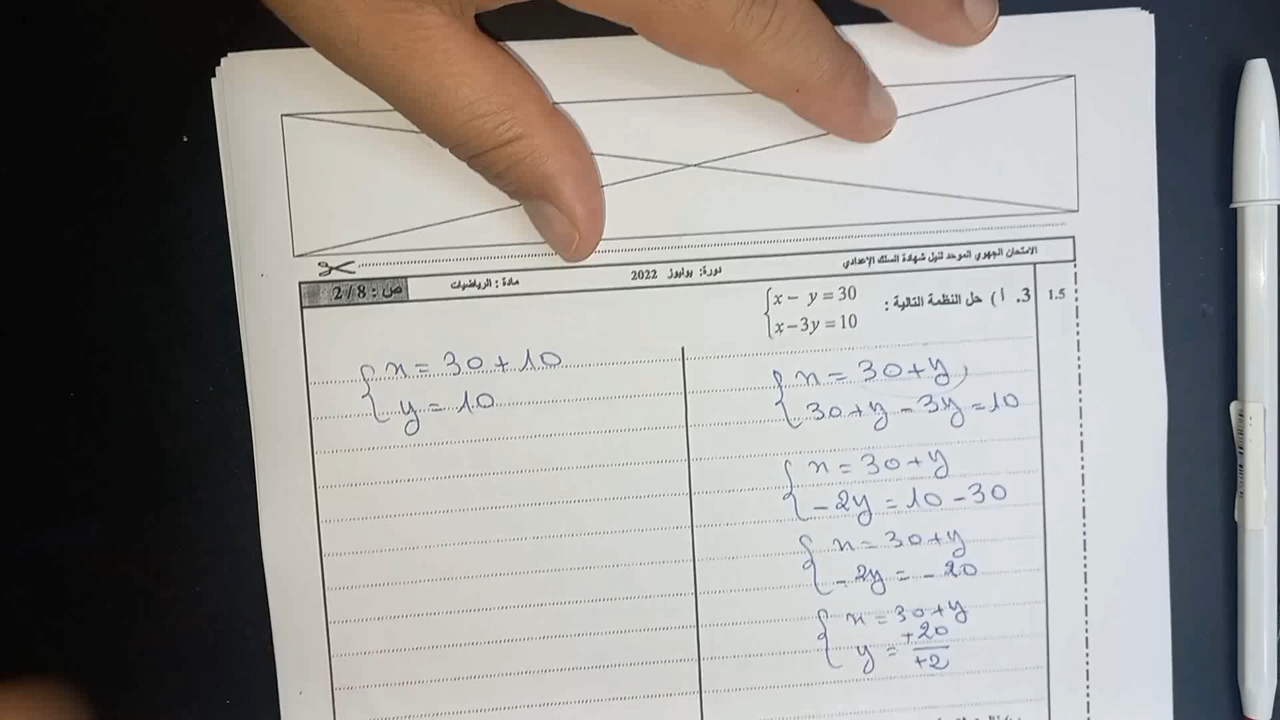 الامتحان الجهوي الموحد لنيل شهادة السلك الإعدادي دورة: يوليوز 2022 مادة : الرياضيات ص : 2/8
1.5
3. أ) حل النظمة التالية : x - y = 30
x - 3y = 10
x = 30 + y
30 + y - 3y = 10
x = 30 + y
- 2y = 10 - 30
x = 30 + y
- 2y = - 20
x = 30 + y
y = +20/+2
x = 30 + 10
y = 10